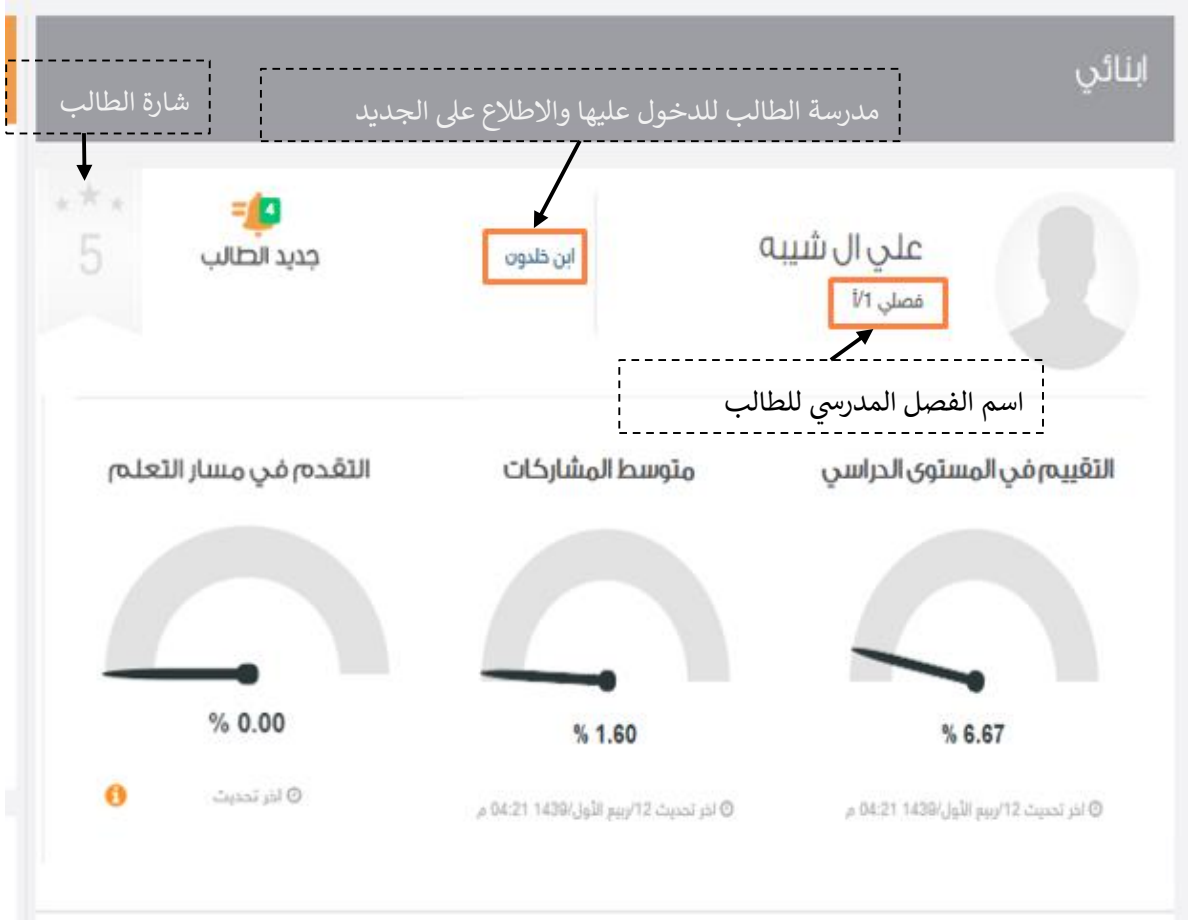 ابنائي
مدرسة الطالب للدخول عليها والاطلاع على الجديد
شارة الطالب
علي ال شيبه
فصلي 1/أ
ابن خلدون
4
جديد الطالب
5
اسم الفصل المدرسي للطالب
التقييم في المستوى الدراسي
متوسط المشاركات
التقدم في مسار التعلم
% 6.67
% 1.60
% 0.00
اخر تحديث 12/ربيع الأول/1439 04:21 م
اخر تحديث 12/ربيع الأول/1439 04:21 م
اخر تحديث